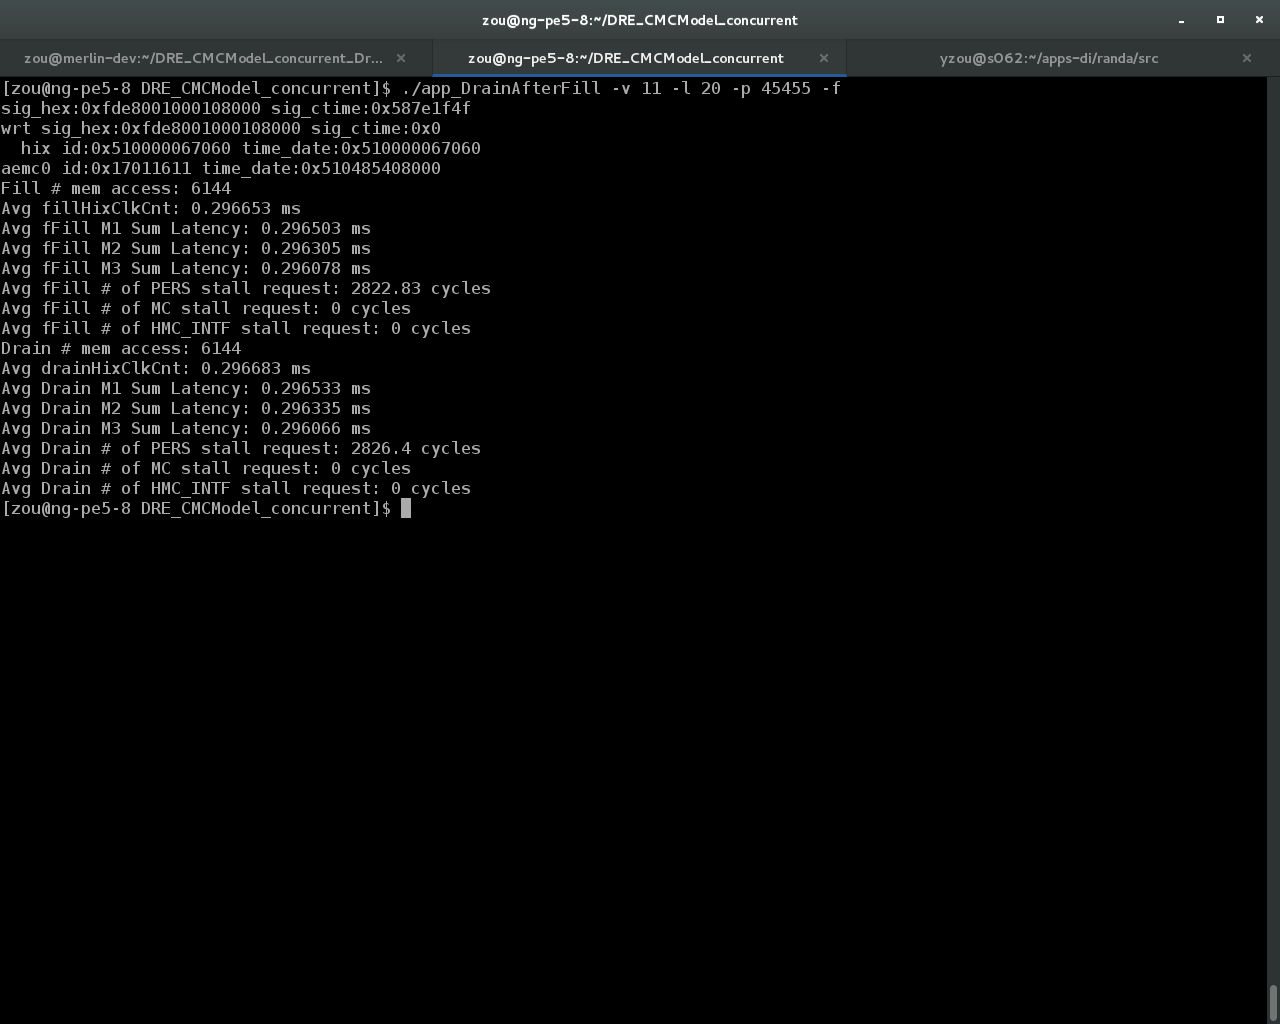 zou@ng-pe5-8:~/DRE_CMCModel_concurrent
zou@merlin-dev:~/DRE_CMCModel_concurrent_Dr... zou@ng-pe5-8:~/DRE_CMCModel_concurrent yzou@s062:~/apps-di/randa/src
[zou@ng-pe5-8 DRE_CMCModel_concurrent]$ ./app_DrainAfterFill -v 11 -l 20 -p 45455 -f
sig_hex:0xfde8001000108000 sig_ctime:0x587e1f4f
wrt sig_hex:0xfde8001000108000 sig_ctime:0x0
  hix id:0x510000067060 time_date:0x510000067060
aemc0 id:0x17011611 time_date:0x510485408000
Fill # mem access: 6144
Avg fillHixClkCnt: 0.296653 ms
Avg fFill M1 Sum Latency: 0.296503 ms
Avg fFill M2 Sum Latency: 0.296305 ms
Avg fFill M3 Sum Latency: 0.296078 ms
Avg fFill # of PERS stall request: 2822.83 cycles
Avg fFill # of MC stall request: 0 cycles
Avg fFill # of HMC_INTF stall request: 0 cycles
Drain # mem access: 6144
Avg drainHixClkCnt: 0.296683 ms
Avg Drain M1 Sum Latency: 0.296533 ms
Avg Drain M2 Sum Latency: 0.296335 ms
Avg Drain M3 Sum Latency: 0.296066 ms
Avg Drain # of PERS stall request: 2826.4 cycles
Avg Drain # of MC stall request: 0 cycles
Avg Drain # of HMC_INTF stall request: 0 cycles
[zou@ng-pe5-8 DRE_CMCModel_concurrent]$